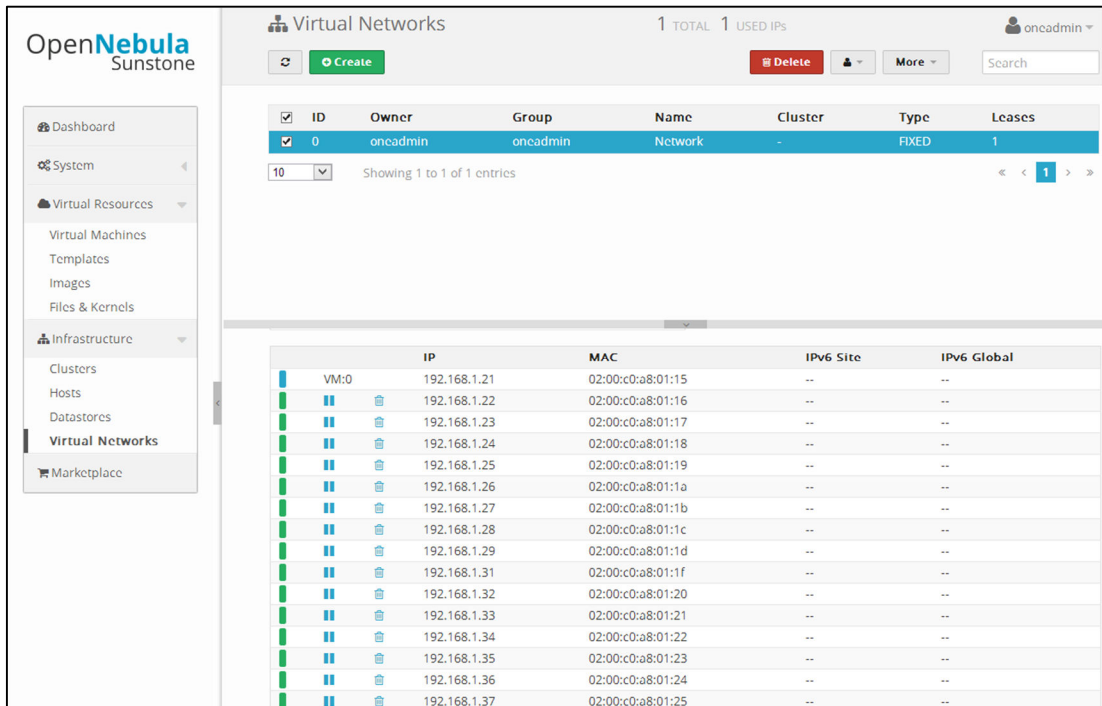 OpenNebula
Sunstone
Dashboard
System
Virtual Resources
Virtual Machines
Templates
Images
Files & Kernels
Infrastructure
Clusters
Hosts
Datastores
Virtual Networks
Marketplace
Virtual Networks 1 TOTAL 1 USED IPs oneadmin
Create Delete More Search
ID Owner Group Name Cluster Type Leases
0 oneadmin oneadmin Network - FIXED 1
10 Showing 1 to 1 of 1 entries « < 1 > »
IP MAC IPv6 Site IPv6 Global
VM:0 192.168.1.21 02:00:c0:a8:01:15 -- --
192.168.1.22 02:00:c0:a8:01:16 -- --
192.168.1.23 02:00:c0:a8:01:17 -- --
192.168.1.24 02:00:c0:a8:01:18 -- --
192.168.1.25 02:00:c0:a8:01:19 -- --
192.168.1.26 02:00:c0:a8:01:1a -- --
192.168.1.27 02:00:c0:a8:01:1b -- --
192.168.1.28 02:00:c0:a8:01:1c -- --
192.168.1.29 02:00:c0:a8:01:1d -- --
192.168.1.31 02:00:c0:a8:01:1f -- --
192.168.1.32 02:00:c0:a8:01:20 -- --
192.168.1.33 02:00:c0:a8:01:21 -- --
192.168.1.34 02:00:c0:a8:01:22 -- --
192.168.1.35 02:00:c0:a8:01:23 -- --
192.168.1.36 02:00:c0:a8:01:24 -- --
192.168.1.37 02:00:c0:a8:01:25 -- --